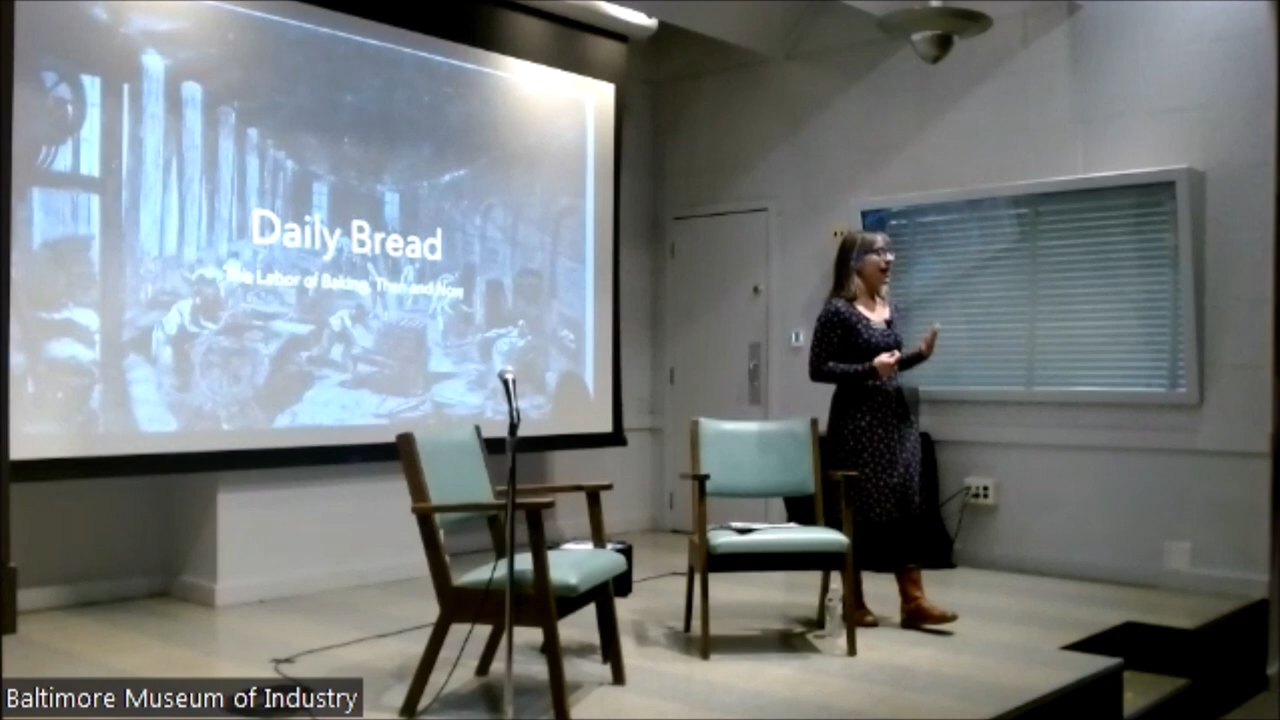 Daily Bread
The Labor of Baking, Then and Now
Baltimore Museum of Industry